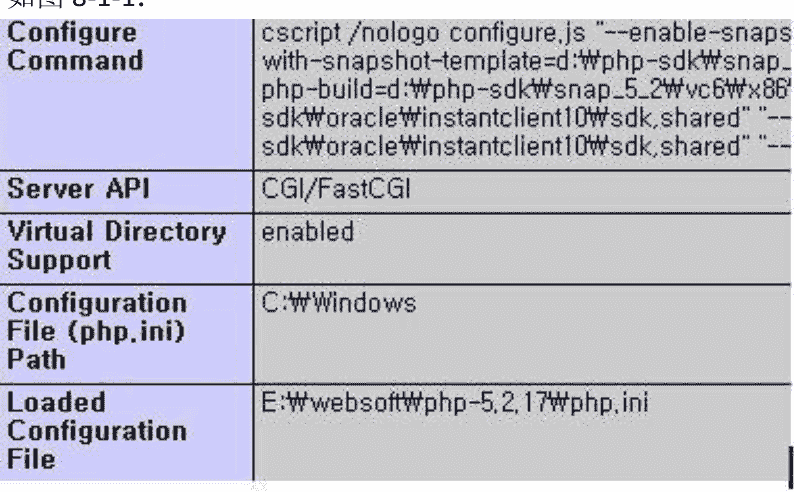 如图 8-1-1:
Configure
Command
cscript /nologo configure.js "--enable-snaps
with-snapshot-template=d:₩php-sdk₩snap_
php-build=d:₩php-sdk₩snap_5_2₩vc6₩x86₩
sdk₩oracle₩instantclient10₩sdk,shared" "--
sdk₩oracle₩instantclient10₩sdk,shared" "--
Server API
CGI/FastCGI
Virtual Directory
Support
enabled
Configuration
File (php.ini)
Path
C:₩Windows
Loaded
Configuration
File
E:₩websoft₩php-5.2.17₩php.ini